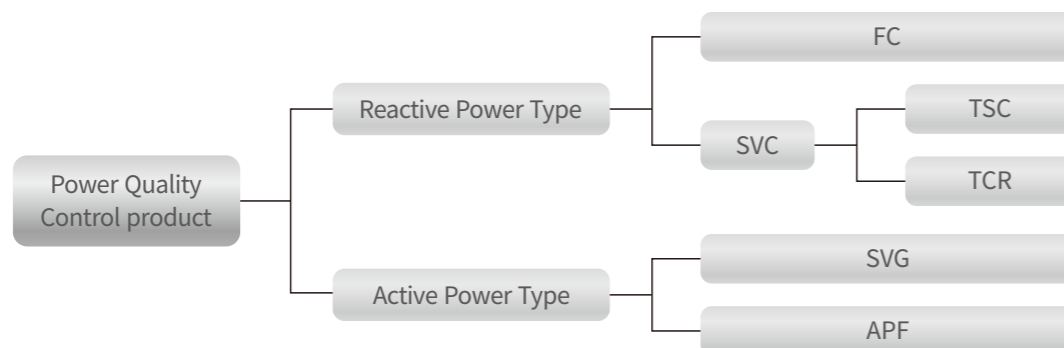 Power Quality
Control product
Reactive Power Type
FC
SVC
TSC
TCR
Active Power Type
SVG
APF